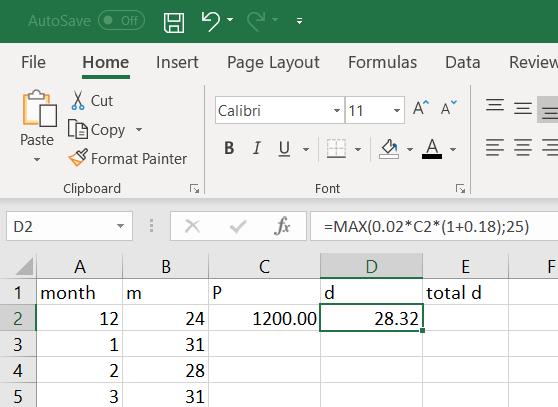 AutoSave Off
File Home Insert Page Layout Formulas Data Review
Paste
Cut
Copy
Format Painter
Clipboard
Calibri 11 A A
B I U A
Font
D2 fx =MAX(0.02*C2*(1+0.18);25)
A B C D E F
1 month m P d total d
2 12 24 1200.00 28.32
3 1 31
4 2 28
5 3 31